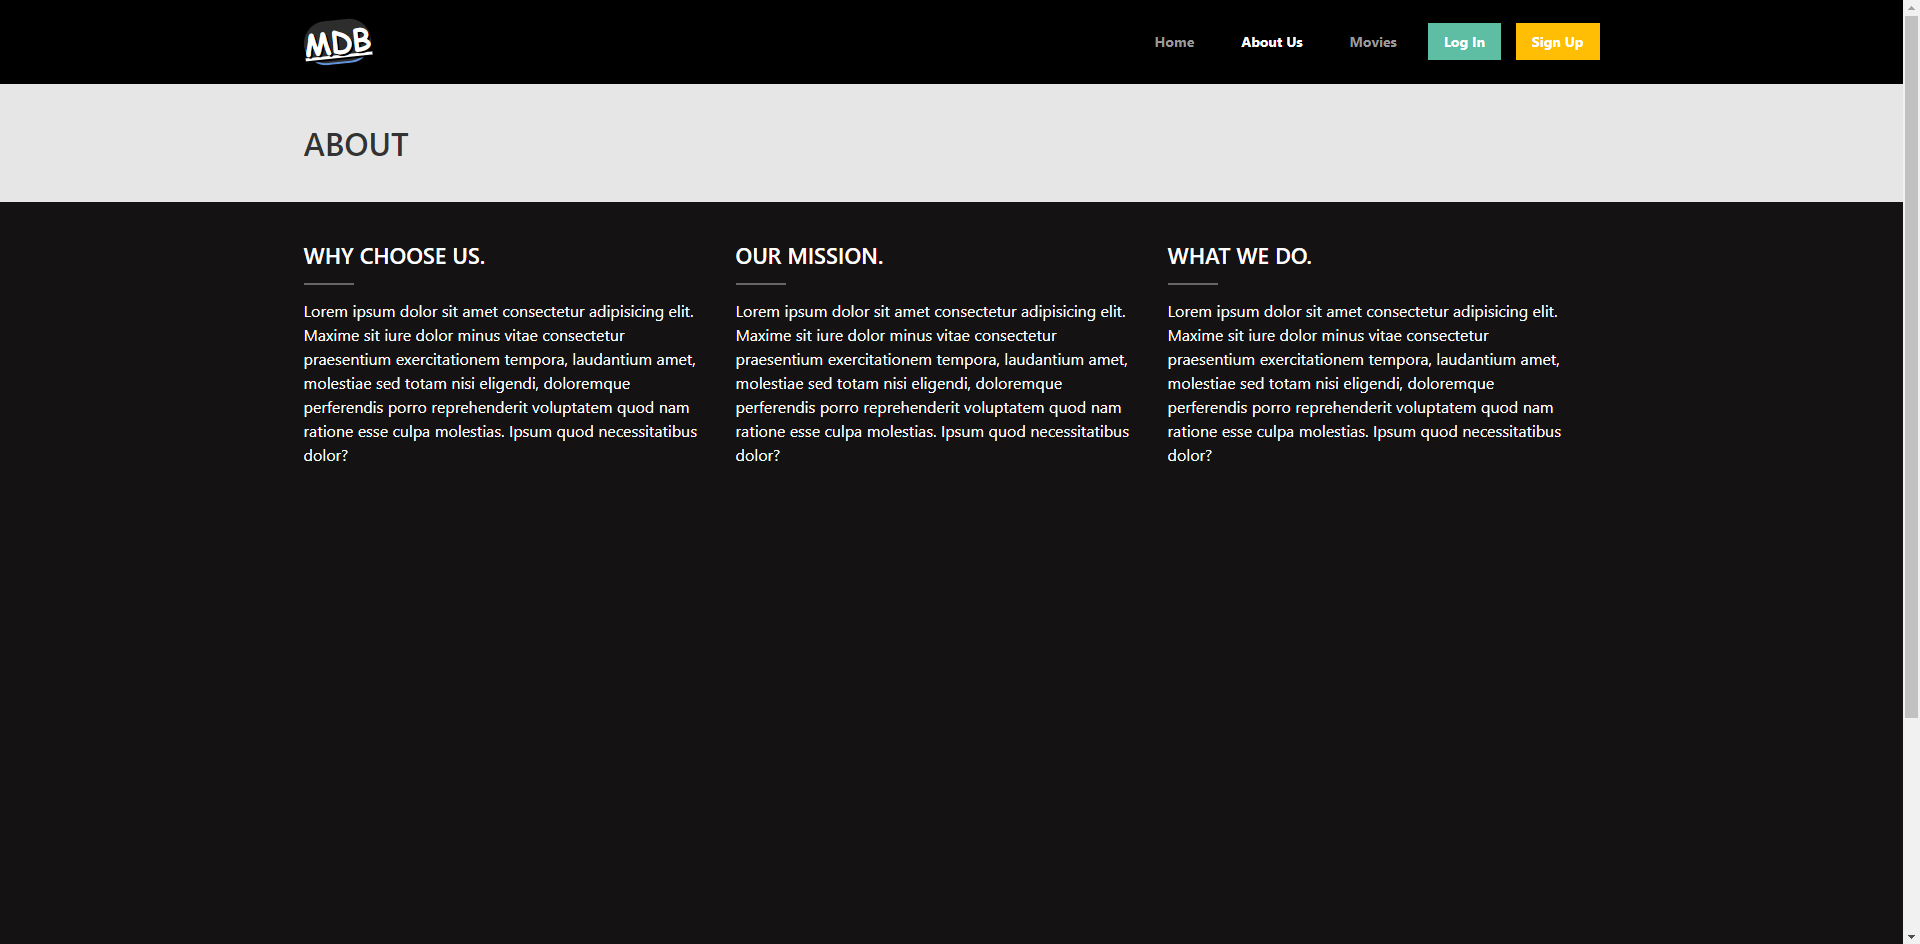 MDB
Home
About Us
Movies
Log In
Sign Up
ABOUT
WHY CHOOSE US.
Lorem ipsum dolor sit amet consectetur adipisicing elit.
Maxime sit iure dolor minus vitae consectetur
praesentium exercitationem tempora, laudantium amet,
molestiae sed totam nisi eligendi, doloremque
perferendis porro reprehenderit voluptatem quod nam
ratione esse culpa molestias. Ipsum quod necessitatibus
dolor?
OUR MISSION.
Lorem ipsum dolor sit amet consectetur adipisicing elit.
Maxime sit iure dolor minus vitae consectetur
praesentium exercitationem tempora, laudantium amet,
molestiae sed totam nisi eligendi, doloremque
perferendis porro reprehenderit voluptatem quod nam
ratione esse culpa molestias. Ipsum quod necessitatibus
dolor?
WHAT WE DO.
Lorem ipsum dolor sit amet consectetur adipisicing elit.
Maxime sit iure dolor minus vitae consectetur
praesentium exercitationem tempora, laudantium amet,
molestiae sed totam nisi eligendi, doloremque
perferendis porro reprehenderit voluptatem quod nam
ratione esse culpa molestias. Ipsum quod necessitatibus
dolor?